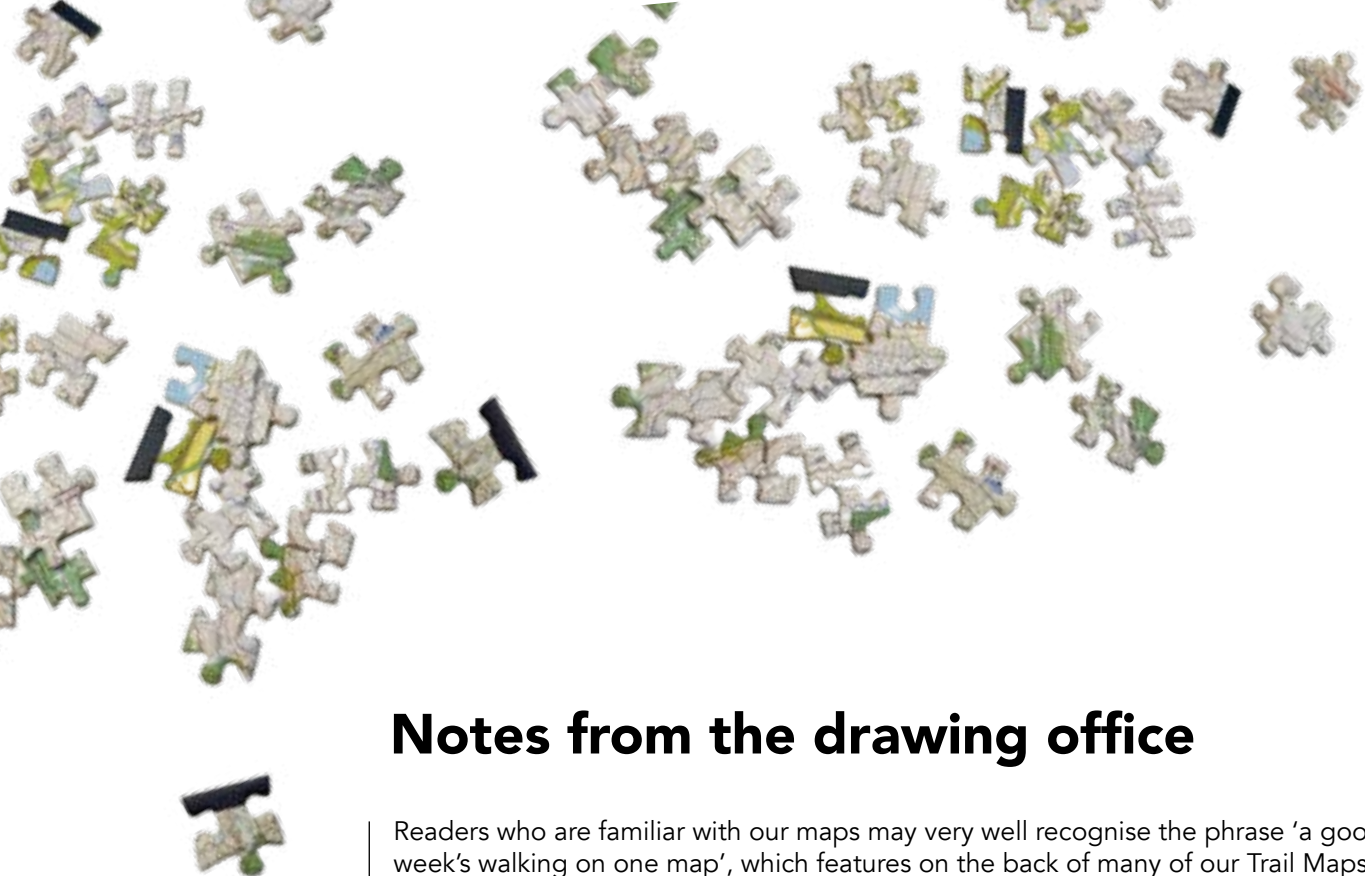 Notes from the drawing office
Readers who are familiar with our maps may very well recognise the phrase ‘a goo
week’s walking on one map’, which features on the back of many of our Trail Maps